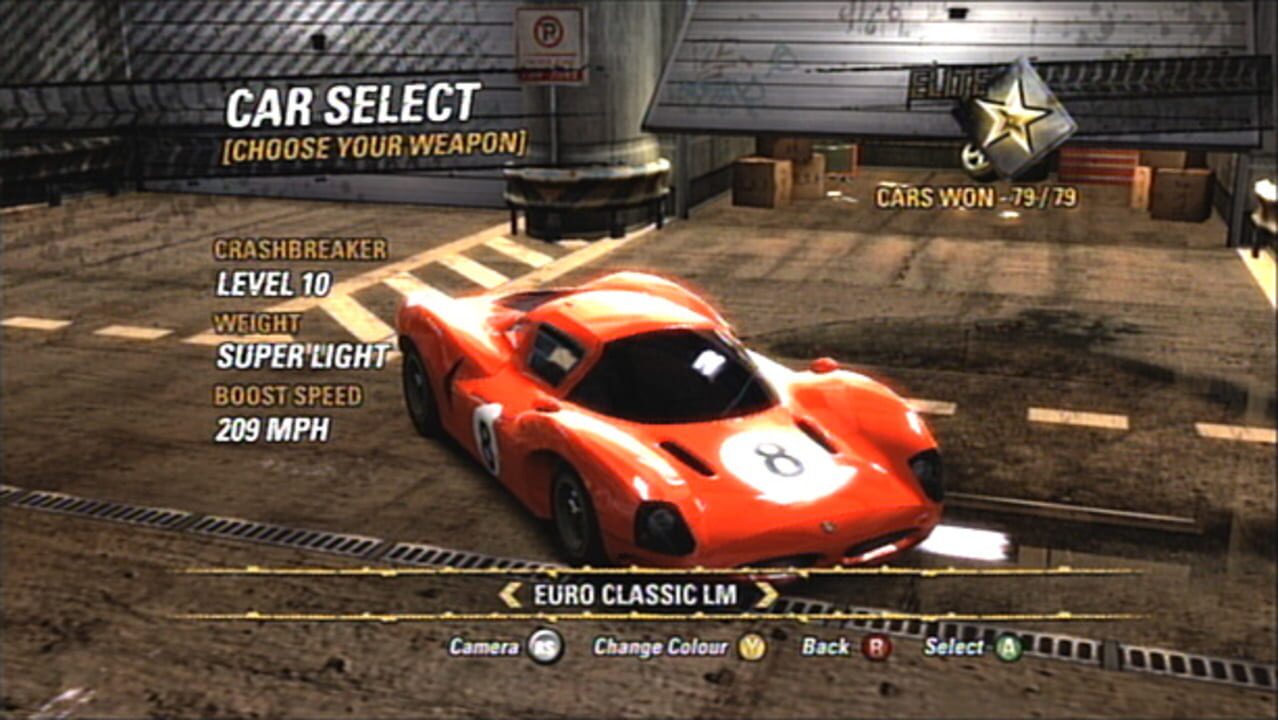 CAR SELECT
[CHOOSE YOUR WEAPON]
ELITE
CARS WON - 79/79
CRASHBREAKER
LEVEL 10
WEIGHT
SUPER LIGHT
BOOST SPEED
209 MPH
P
8
8
EURO CLASSIC LM
Camera RS Change Colour Y Back B Select A